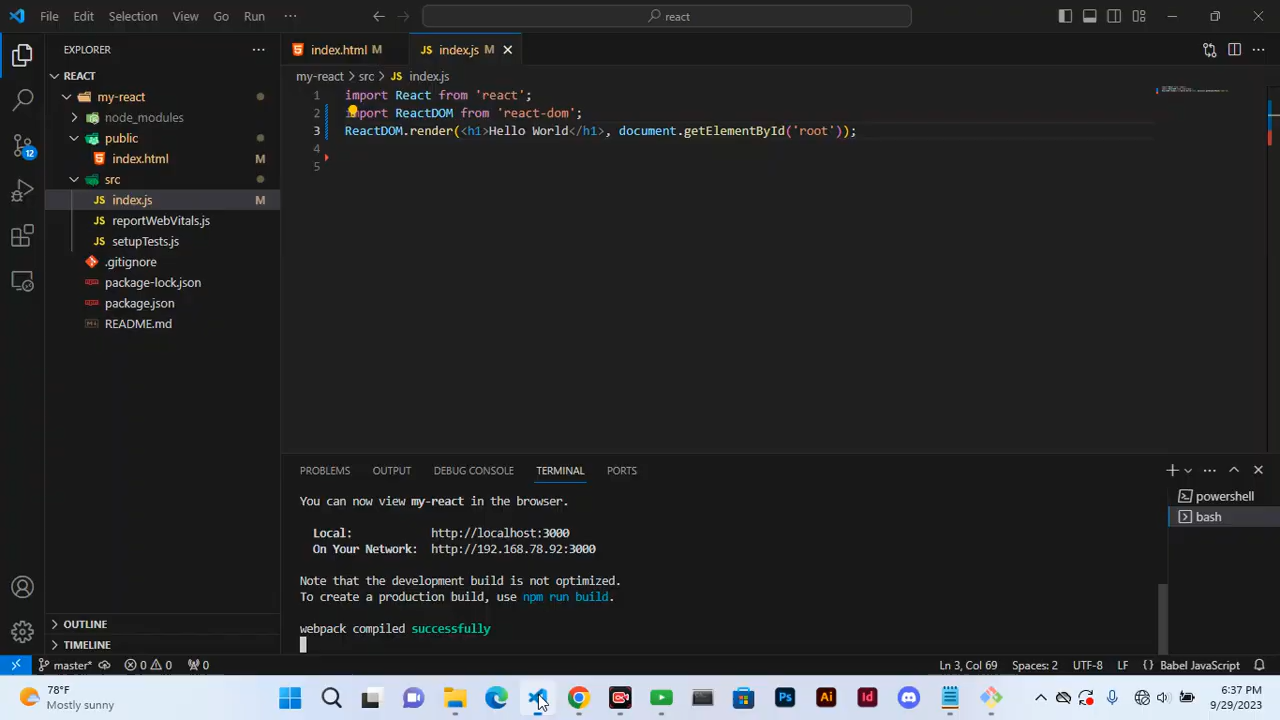 File Edit Selection View Go Run ··· react
EXPLORER ···
index.html M
index.js M
REACT
my-react > src > JS index.js
my-react
node_modules
public
index.html M
src
JS index.js M
JS reportWebVitals.js
JS setupTests.js
.gitignore
package-lock.json
package.json
README.md
12
1 import React from 'react';
2 import ReactDOM from 'react-dom';
3 ReactDOM.render(<h1>Hello World</h1>, document.getElementById('root'));
4
5
PROBLEMS OUTPUT DEBUG CONSOLE TERMINAL PORTS
You can now view my-react in the browser.
Local: http://localhost:3000
On Your Network: http://192.168.78.92:3000
Note that the development build is not optimized.
To create a production build, use npm run build.
webpack compiled successfully
powershell
bash
OUTLINE
TIMELINE
master* 0 0 0 Ln 3, Col 69 Spaces: 2 UTF-8 LF {} Babel JavaScript
78°F
Mostly sunny
Ps Ai Id
6:37 PM
9/29/2023